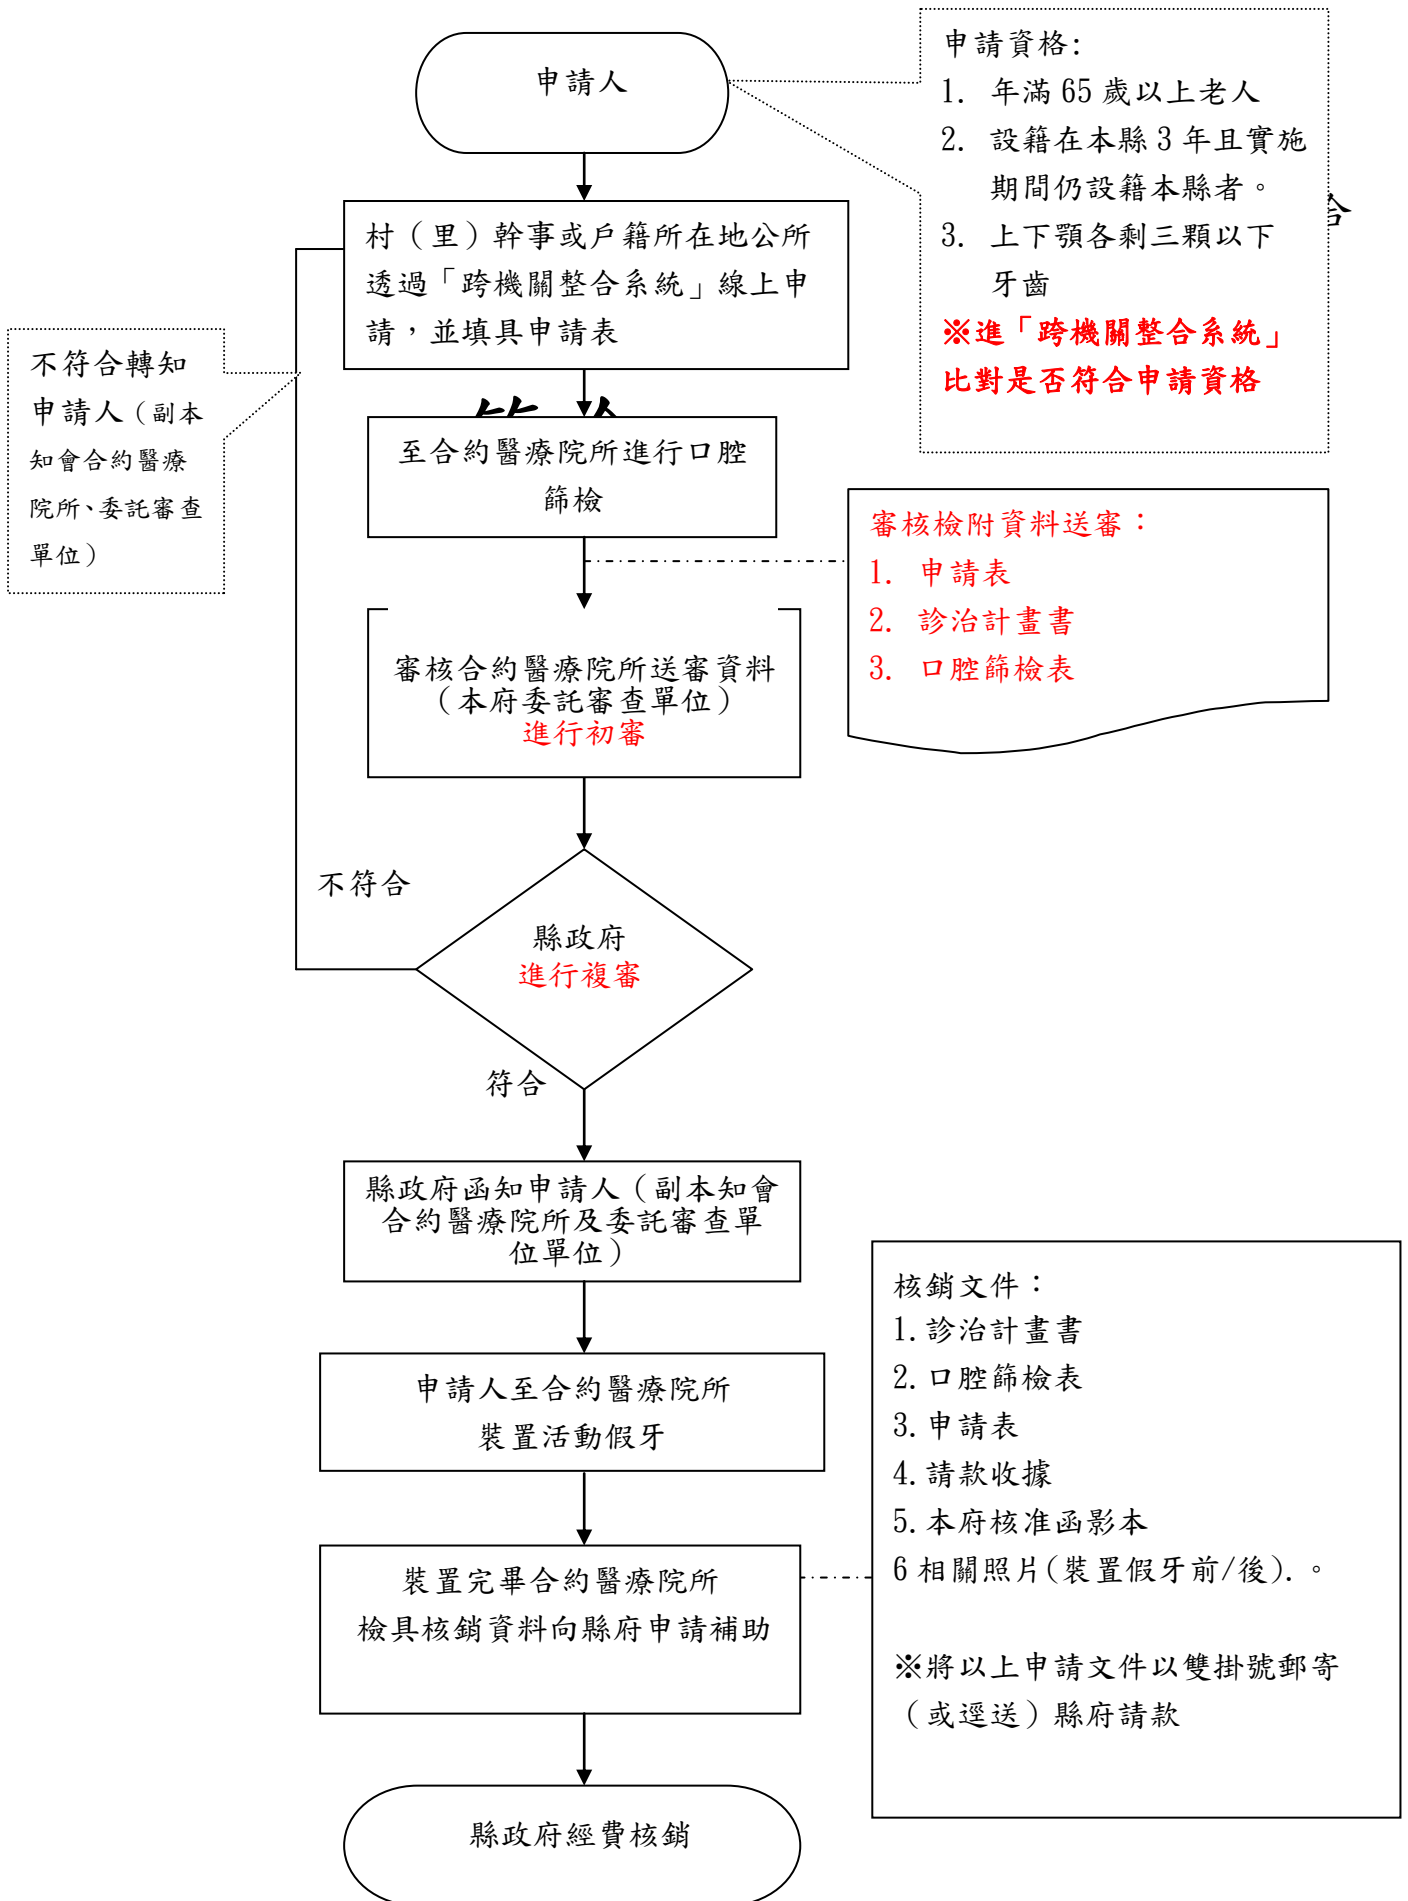 申請人
申請資格:
1. 年滿65歲以上老人
2. 設籍在本縣3年且實施
期間仍設籍本縣者。
3. 上下顎各剩三顆以下
牙齒
※進「跨機關整合系統」
比對是否符合申請資格
合
村（里）幹事或戶籍所在地公所
透過「跨機關整合系統」線上申
請，並填具申請表
不符合轉知
申請人（副本
知會合約醫療
院所、委託審查
單位）
至合約醫療院所進行口腔
篩檢
審核檢附資料送審：
1. 申請表
2. 診治計畫書
3. 口腔篩檢表
審核合約醫療院所送審資料
（本府委託審查單位）
進行初審
不符合
縣政府
進行複審
符合
縣政府函知申請人（副本知會
合約醫療院所及委託審查單
位單位）
申請人至合約醫療院所
裝置活動假牙
核銷文件：
1.診治計畫書
2.口腔篩檢表
3.申請表
4.請款收據
5.本府核准函影本
6相關照片(裝置假牙前/後).。
※將以上申請文件以雙掛號郵寄
（或逕送）縣府請款
裝置完畢合約醫療院所
檢具核銷資料向縣府申請補助
縣政府經費核銷